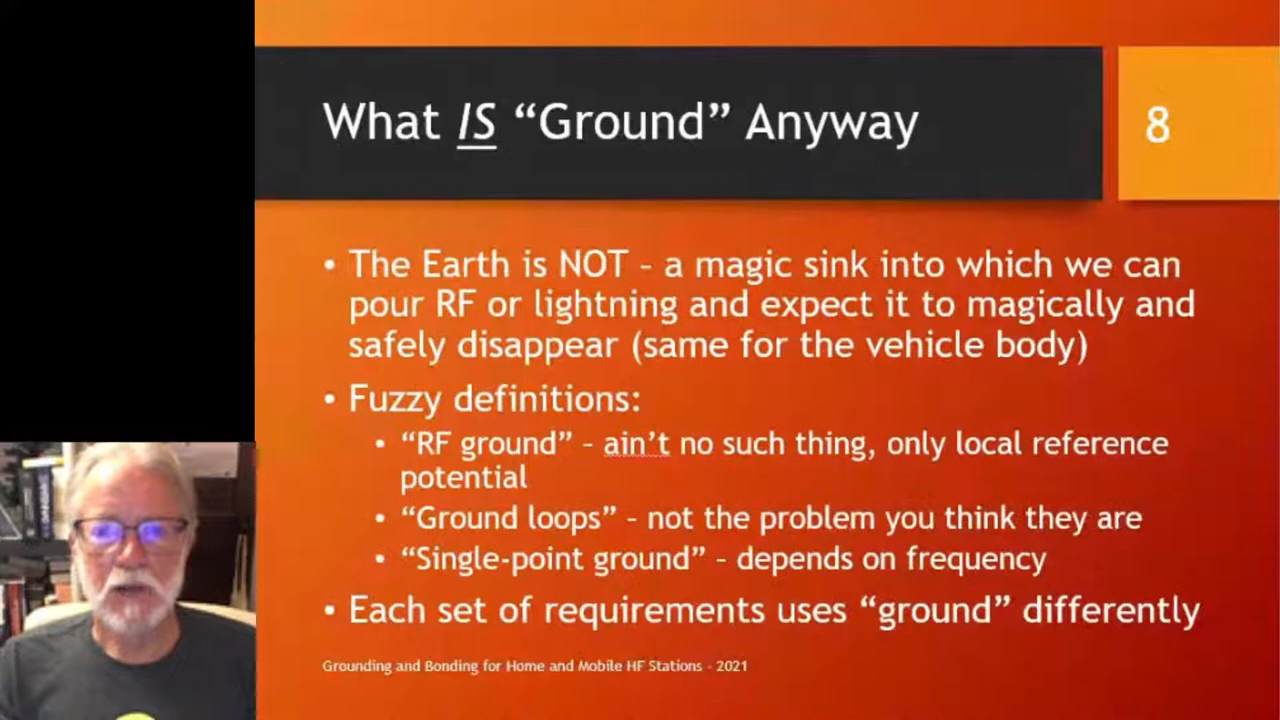 What IS “Ground” Anyway
8
• The Earth is NOT – a magic sink into which we can
pour RF or lightning and expect it to magically and
safely disappear (same for the vehicle body)
• Fuzzy definitions:
• “RF ground” – ain’t no such thing, only local reference
potential
• “Ground loops” – not the problem you think they are
• “Single-point ground” – depends on frequency
• Each set of requirements uses “ground” differently
Grounding and Bonding for Home and Mobile HF Stations - 2021